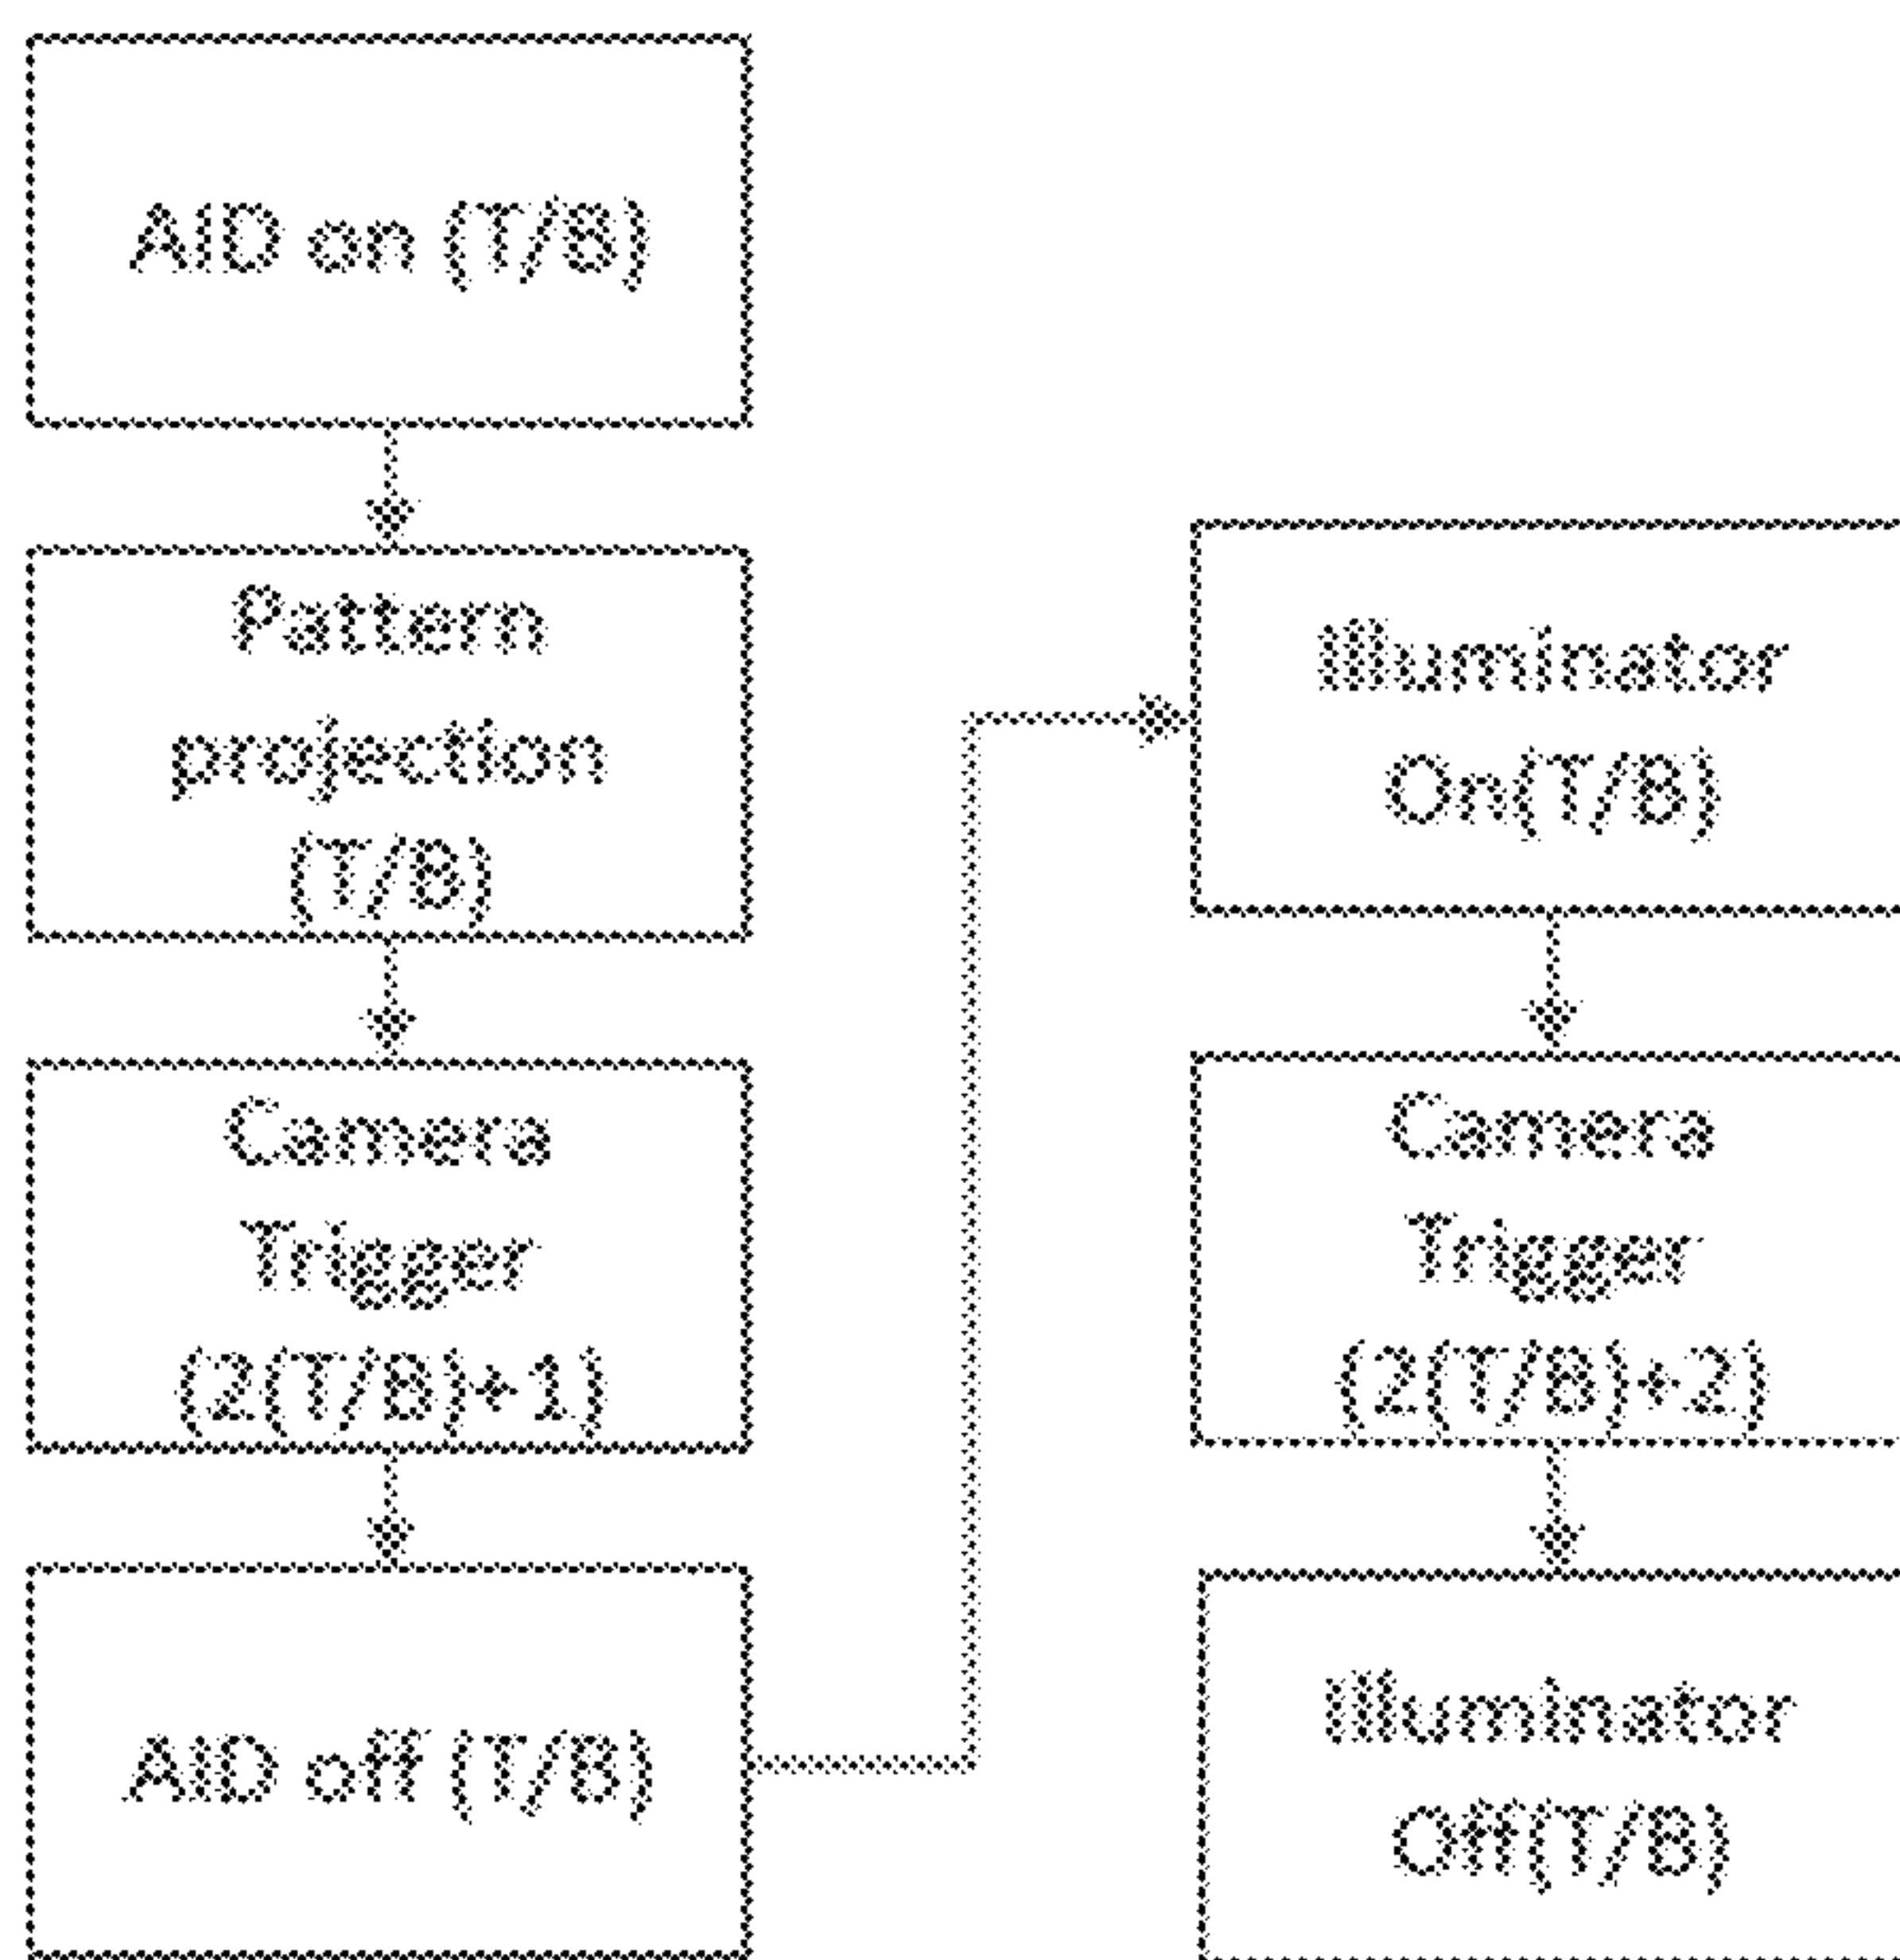 AID on (T/B)
Pattern
projection
(T/B)
Camera
Trigger
(2(T/B)+1)
AID off (T/B)
Illuminator
On(T/B)
Camera
Trigger
(2(T/B)+2)
Illuminator
Off(T/B)